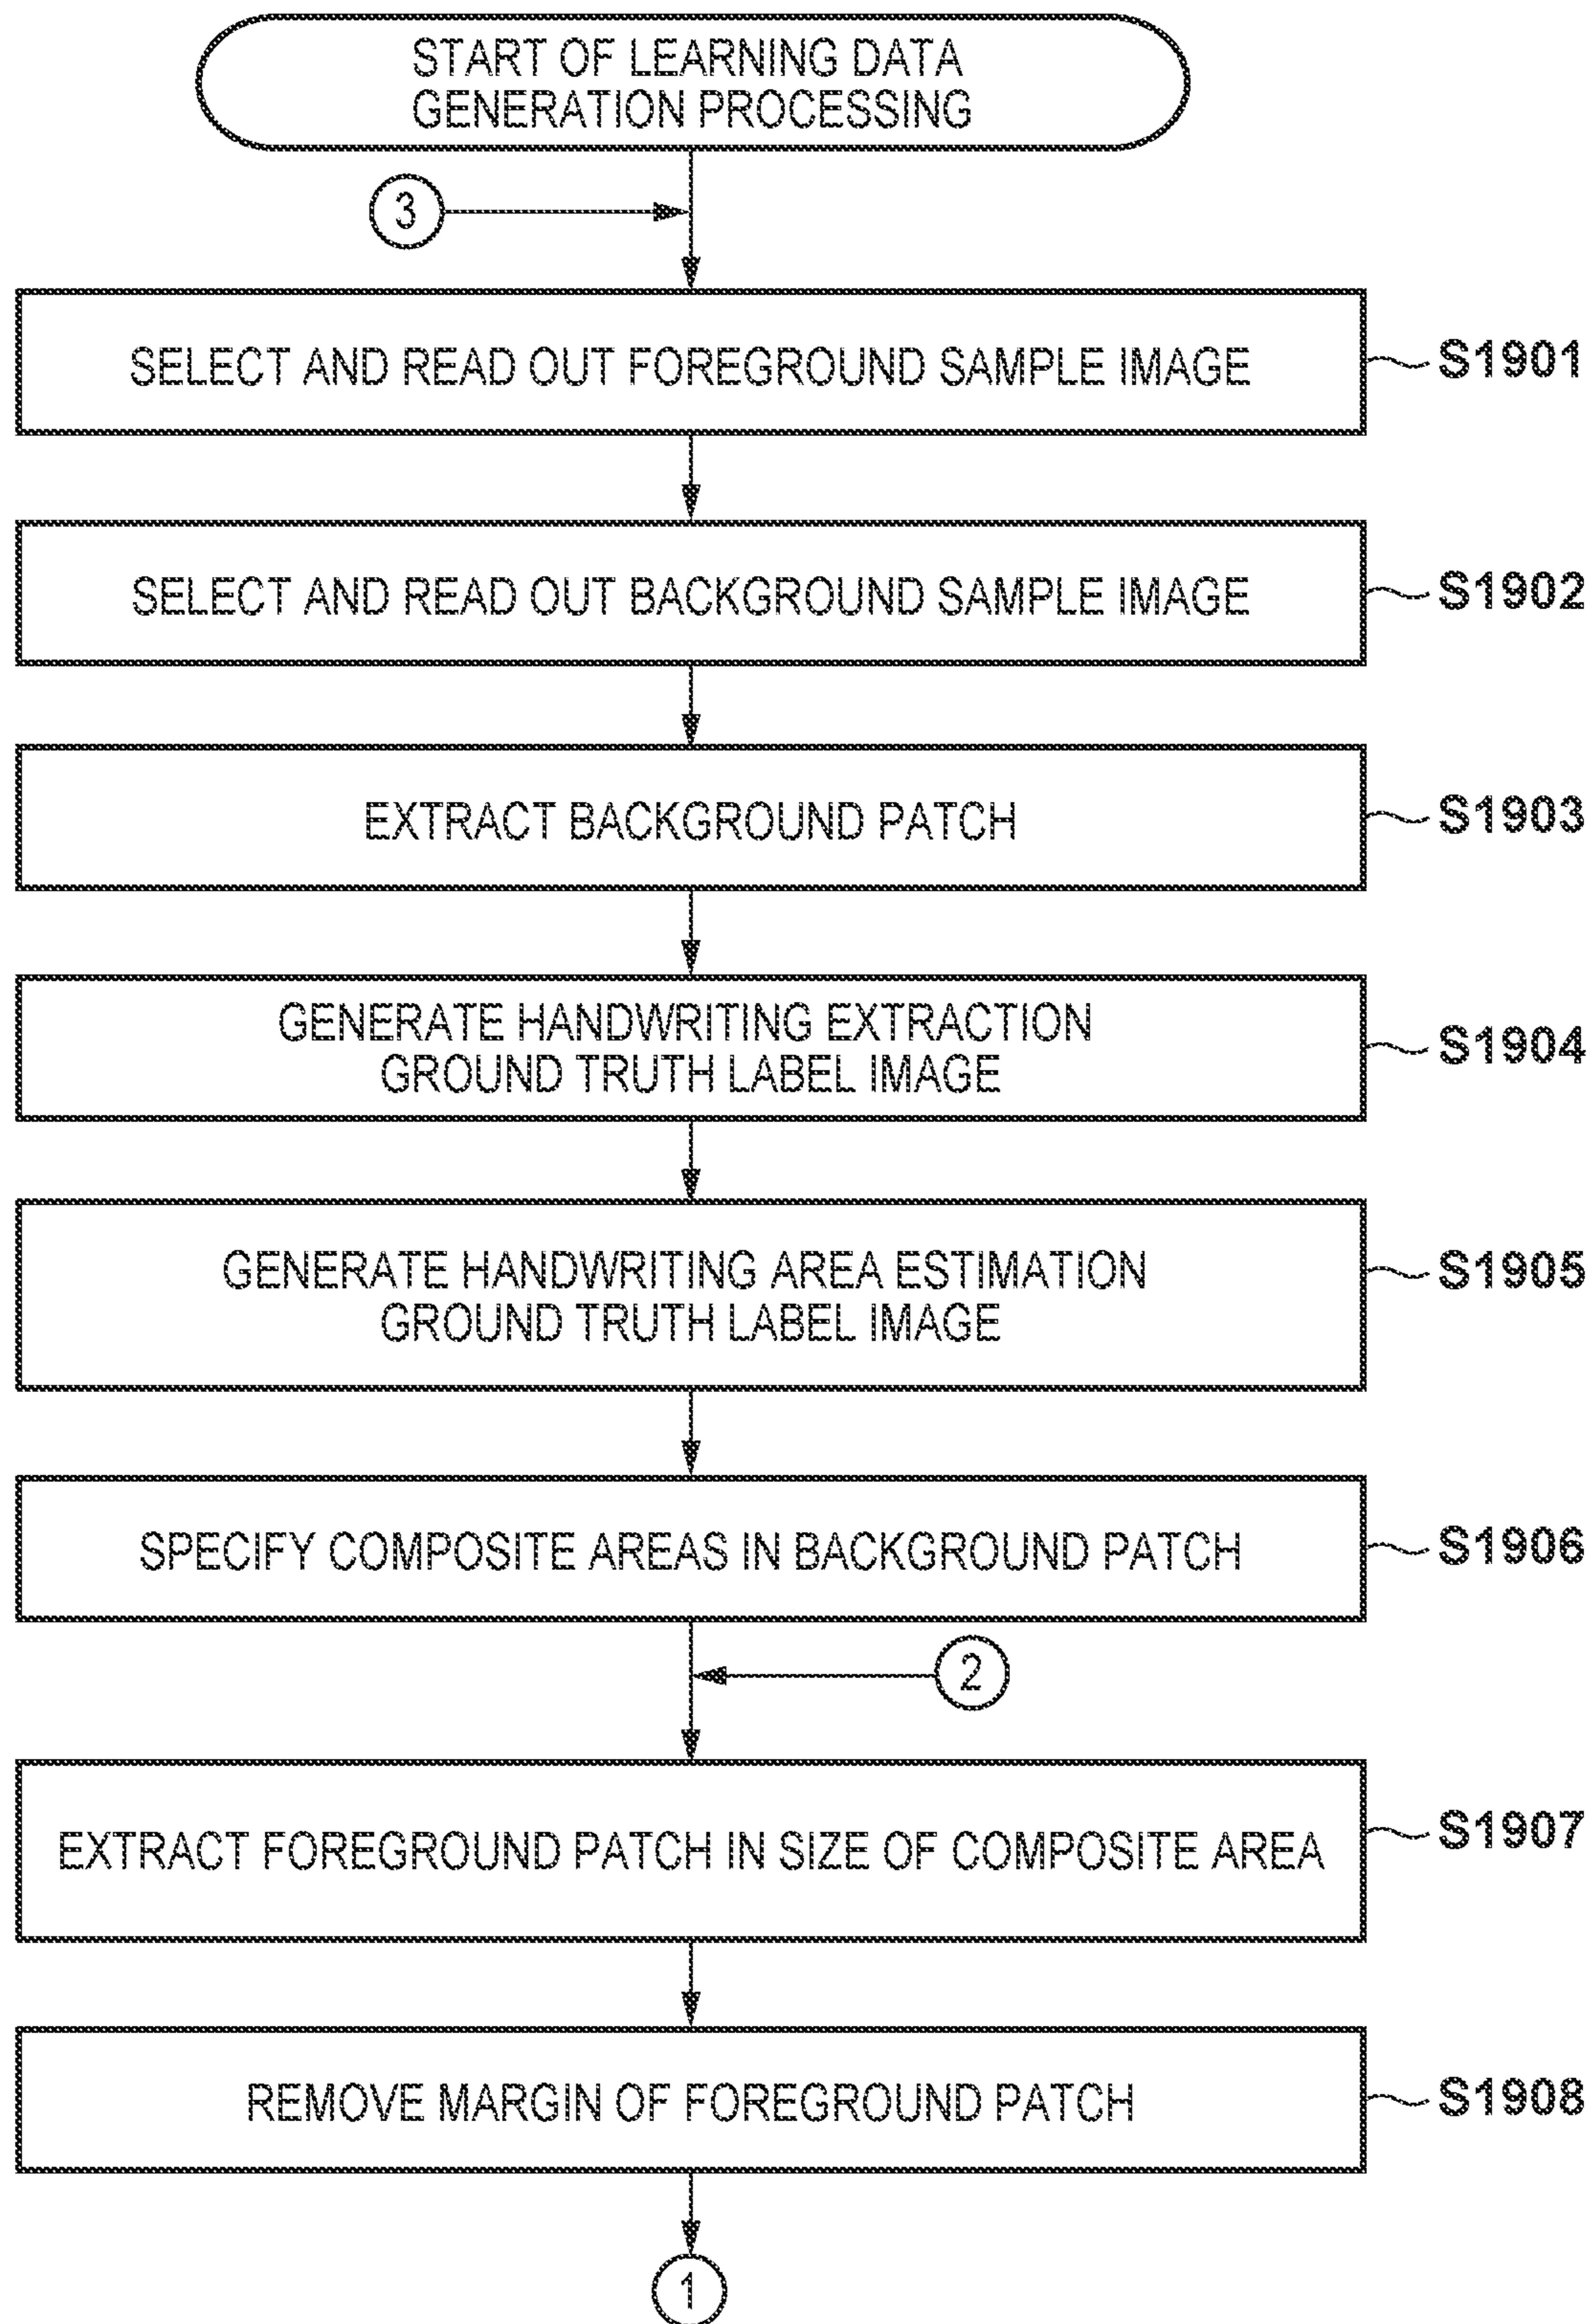 START OF LEARNING DATA
GENERATION PROCESSING
3
SELECT AND READ OUT FOREGROUND SAMPLE IMAGE
S1901
SELECT AND READ OUT BACKGROUND SAMPLE IMAGE
S1902
EXTRACT BACKGROUND PATCH
S1903
GENERATE HANDWRITING EXTRACTION
GROUND TRUTH LABEL IMAGE
S1904
GENERATE HANDWRITING AREA ESTIMATION
GROUND TRUTH LABEL IMAGE
S1905
SPECIFY COMPOSITE AREAS IN BACKGROUND PATCH
S1906
2
EXTRACT FOREGROUND PATCH IN SIZE OF COMPOSITE AREA
S1907
REMOVE MARGIN OF FOREGROUND PATCH
S1908
1